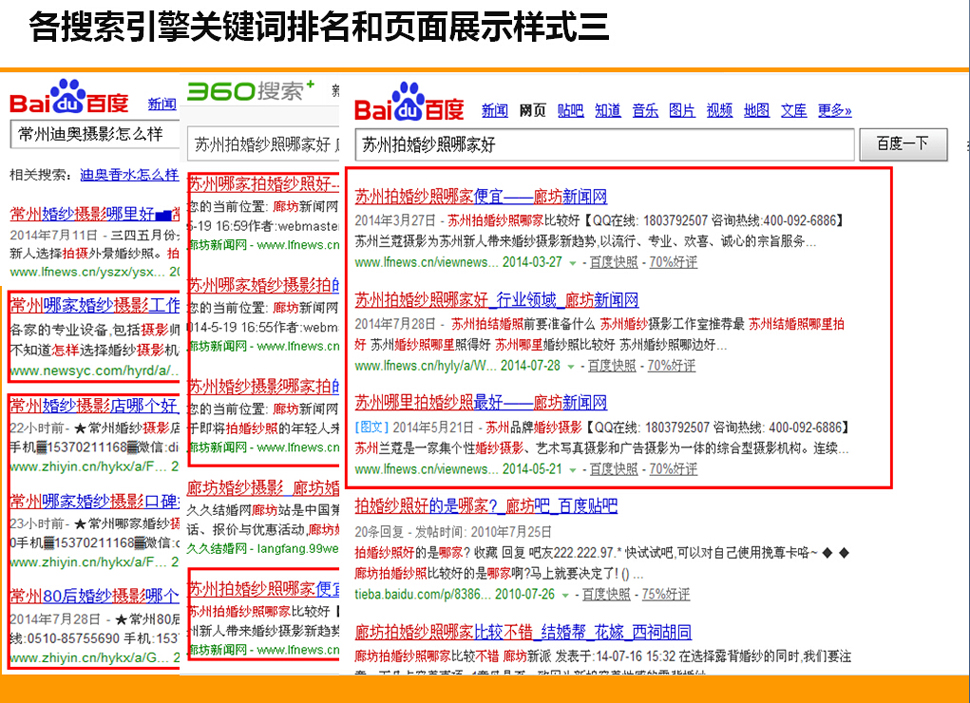 各搜索引擎关键词排名和页面展示样式三
Baidu百度 新闻
常州迪奥摄影怎么样
相关搜索: 迪奥香水怎么样
常州婚纱摄影哪里好
2014年7月11日 - 三四五月份
新人选择拍摄外景婚纱照。拍
www.lfnews.cn/yszx/ysx... 20
常州哪家婚纱摄影工作
各家的专业设备,包括摄影师
不知道怎样选择婚纱摄影机
www.newsyc.com/hyrd/a/...
常州婚纱摄影店哪个好
22小时前- ★常州婚纱摄影店
手机▓15370211168▓微信:di
www.zhiyin.cn/hykx/a/F... 2
常州哪家婚纱摄影口碑
23小时前- ★常州哪家婚纱摄
0手机▓15370211168▓微信:
www.zhiyin.cn/hykx/a/F... 2
常州80后婚纱摄影哪个
2014年7月28日 - ★常州80后
线:0510-85755690 手机:153
www.zhiyin.cn/hykx/a/G... 2
360搜索+
苏州拍婚纱照哪家好
苏州哪家拍婚纱照好--
您的当前位置: 廊坊新闻网
5-19 16:59作者:webmaste
廊坊新闻网 - www.lfnews.cn
苏州哪家婚纱摄影拍的
您的当前位置: 廊坊新闻网
014-5-19 16:55作者:webm
廊坊新闻网 - www.lfnews.cn
苏州婚纱摄影哪家拍的
您的当前位置: 廊坊新闻网
于即将拍婚纱照的年轻人来
廊坊新闻网 - www.lfnews.cn
廊坊婚纱摄影_廊坊婚
久久结婚网廊坊站是中国第
话、报价与优惠活动,廊坊
久久结婚网 - langfang.99we
苏州拍婚纱照哪家便宜
苏州拍婚纱照哪家比较好【
州新人带来婚纱摄影新趋势
廊坊新闻网 - www.lfnews.cn
Baidu百度 新闻 网页 贴吧 知道 音乐 图片 视频 地图 文库 更多»
苏州拍婚纱照哪家好 百度一下
苏州拍婚纱照哪家便宜——廊坊新闻网
2014年3月27日 - 苏州拍婚纱照哪家比较好【QQ在线: 1803792507 咨询热线:400-092-6886】
苏州兰蔻摄影为苏州新人带来婚纱摄影新趋势,以流行、专业、欢喜、诚心的宗旨服务...
www.lfnews.cn/viewnews... 2014-03-27 - 百度快照 - 70%好评
苏州拍婚纱照哪家好_行业领域_廊坊新闻网
2014年7月28日 - 苏州拍结婚照前要准备什么 苏州婚纱摄影工作室推荐最 苏州结婚照哪里拍
好 苏州婚纱照哪里照得好 苏州哪里婚纱照比较好 苏州婚纱照哪边好...
www.lfnews.cn/hyly/a/W... 2014-07-28 - 百度快照 - 70%好评
苏州哪里拍婚纱照最好——廊坊新闻网
[图文] 2014年5月21日 - 苏州品牌婚纱摄影【QQ在线: 1803792507 咨询热线: 400-092-6886】
苏州兰蔻是一家集个性婚纱摄影、艺术写真摄影和广告摄影为一体的综合型摄影机构。连续...
www.lfnews.cn/viewnews... 2014-05-21 - 百度快照 - 70%好评
拍婚纱照好的是哪家?_廊坊吧_百度贴吧
20条回复 - 发帖时间: 2010年7月25日
拍婚纱照好的是哪家? 收藏 回复 吧友222.222.97.* 快试试吧,可以对自己使用挽尊卡咯~ ◆ ◆
廊坊拍婚纱照比较好的是哪家啊?马上就要决定了! () ...
tieba.baidu.com/p/8386... 2010-07-26 - 百度快照 - 75%好评
廊坊拍婚纱照哪家比较不错_结婚帮_花嫁_西祠胡同
廊坊拍婚纱照哪家比较不错 廊坊新派 发表于:14-07-16 15:32 在选择露背婚纱的同时,我们要注